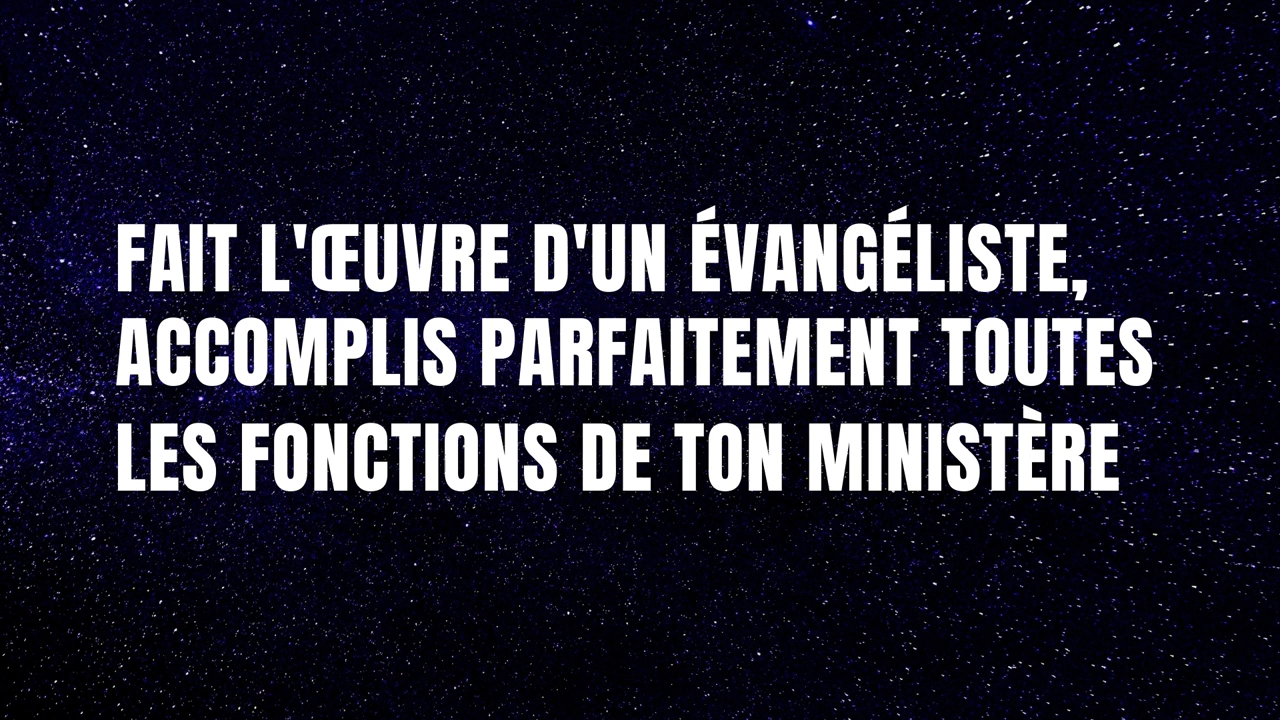 FAIT L'ŒUVRE D'UN ÉVANGÉLISTE,
ACCOMPLIS PARFAITEMENT TOUTES
LES FONCTIONS DE TON MINISTÈRE